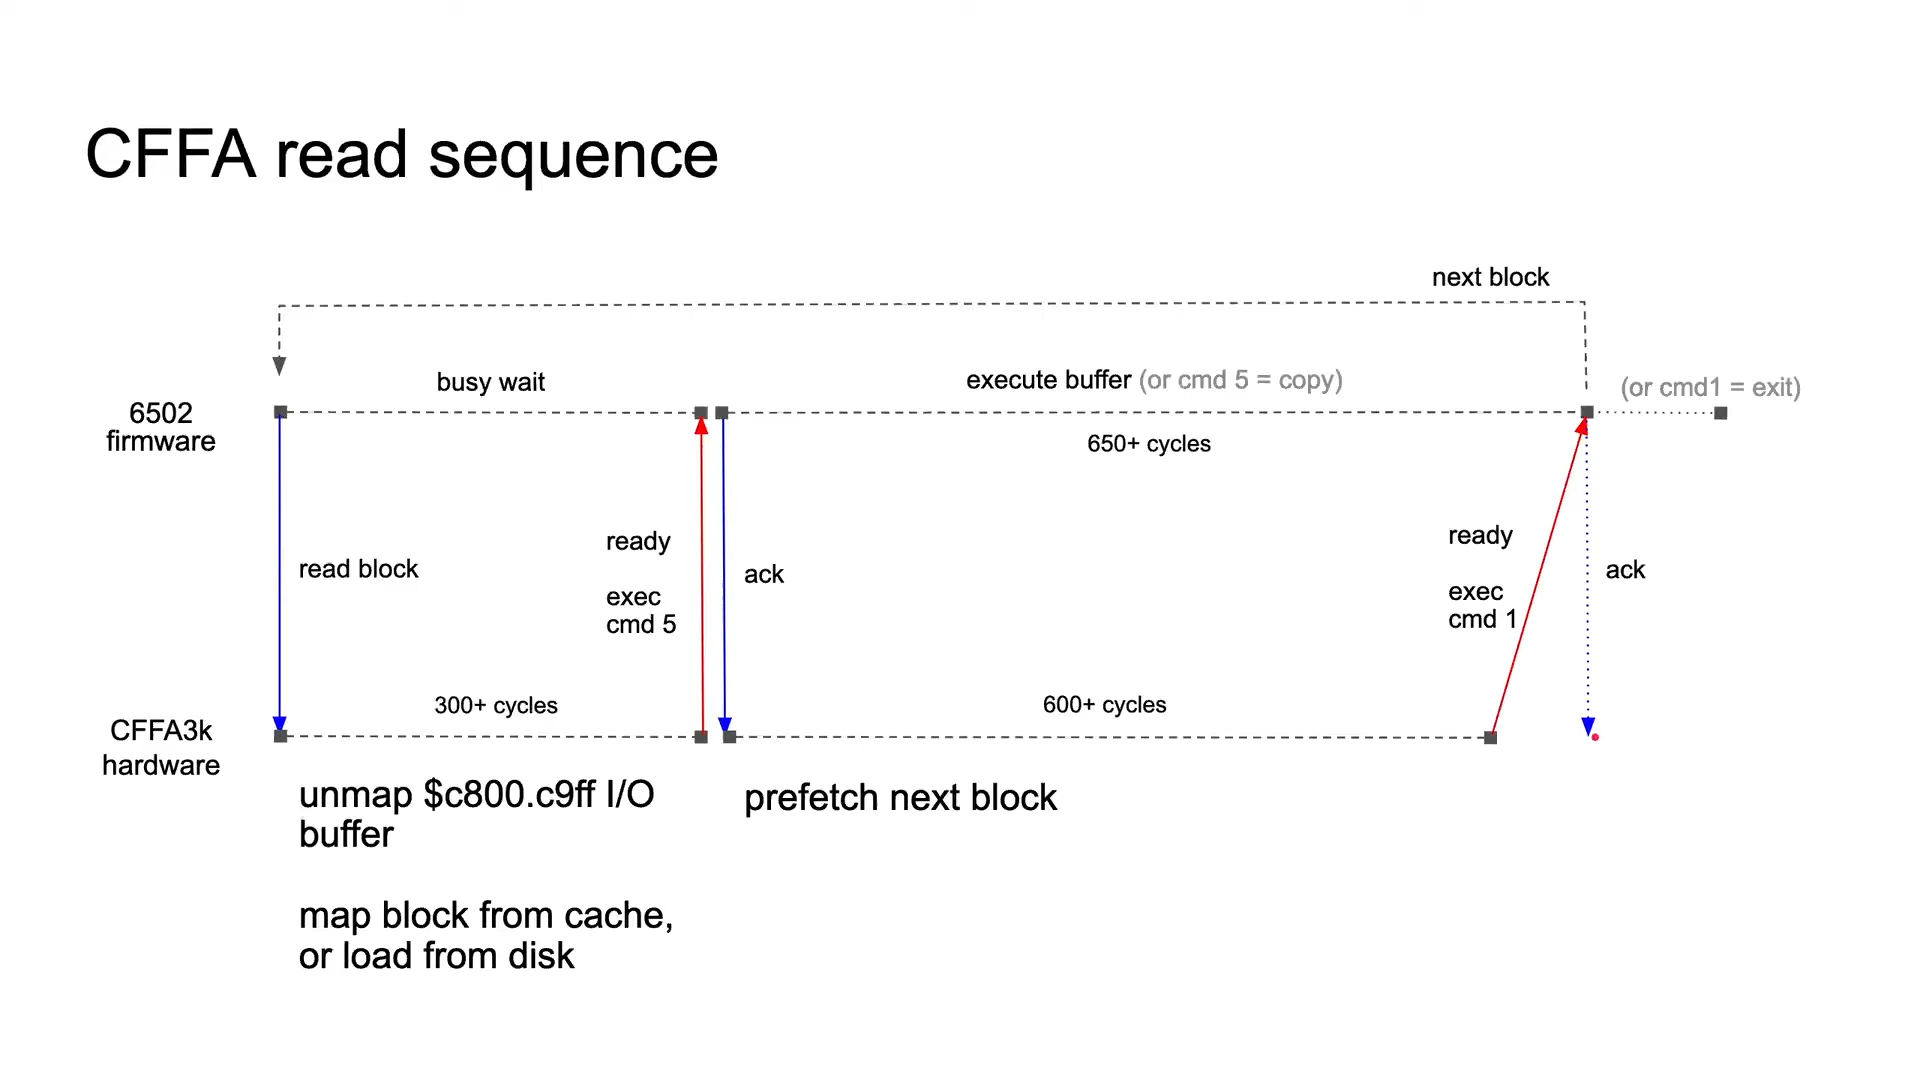 CFFA read sequence
next block
busy wait
execute buffer (or cmd 5 = copy)
(or cmd1 = exit)
6502
firmware
650+ cycles
read block
ready
exec
cmd 5
ack
ready
exec
cmd 1
ack
300+ cycles
600+ cycles
CFFA3k
hardware
unmap $c800.c9ff I/O
buffer
map block from cache,
or load from disk
prefetch next block